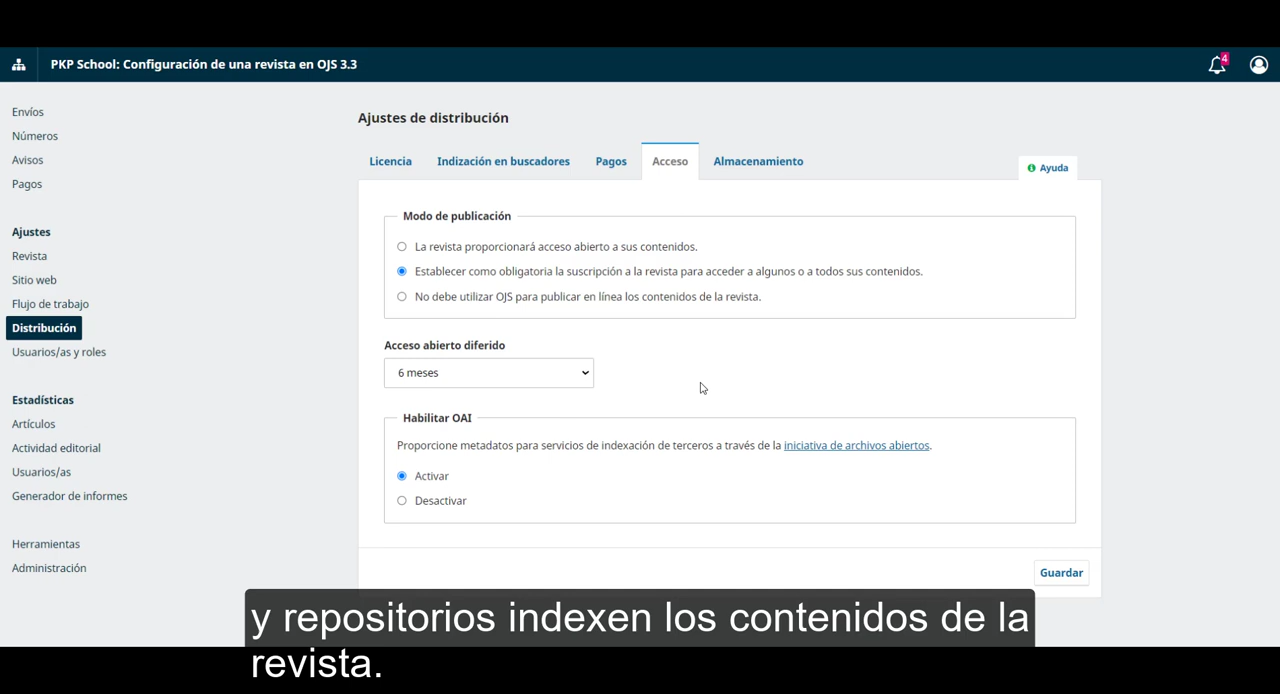 PKP School: Configuración de una revista en OJS 3.3
4
Envíos
Números
Avisos
Pagos
Ajustes
Revista
Sitio web
Flujo de trabajo
Distribución
Usuarios/as y roles
Estadísticas
Artículos
Actividad editorial
Usuarios/as
Generador de informes
Herramientas
Administración
Ajustes de distribución
Licencia
Indización en buscadores
Pagos
Acceso
Almacenamiento
Ayuda
Modo de publicación
La revista proporcionará acceso abierto a sus contenidos.
Establecer como obligatoria la suscripción a la revista para acceder a algunos o a todos sus contenidos.
No debe utilizar OJS para publicar en línea los contenidos de la revista.
Acceso abierto diferido
6 meses
Habilitar OAI
Proporcione metadatos para servicios de indexación de terceros a través de la iniciativa de archivos abiertos.
Activar
Desactivar
Guardar
y repositorios indexen los contenidos de la
revista.